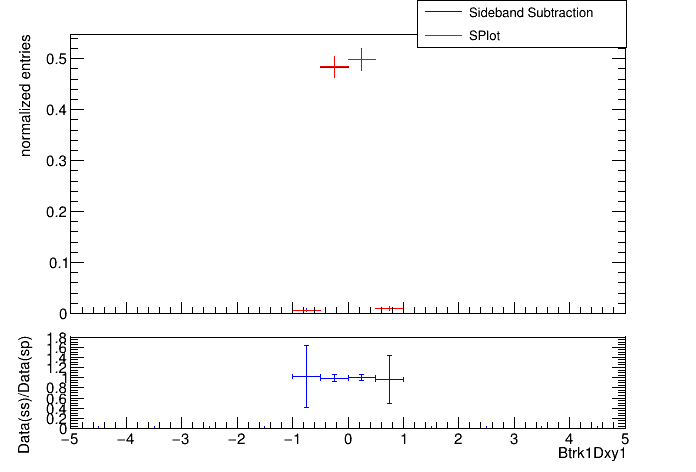 Sideband Subtraction
SPlot
normalized entries
0.5
0.4
0.3
0.2
0.1
0
Data(ss)/Data(sp)
1.8
1.6
1.4
1.2
1
0.8
0.6
0.4
0.2
0
−5 −4 −3 −2 −1 0 1 2 3 4 5
Btrk1Dxy1